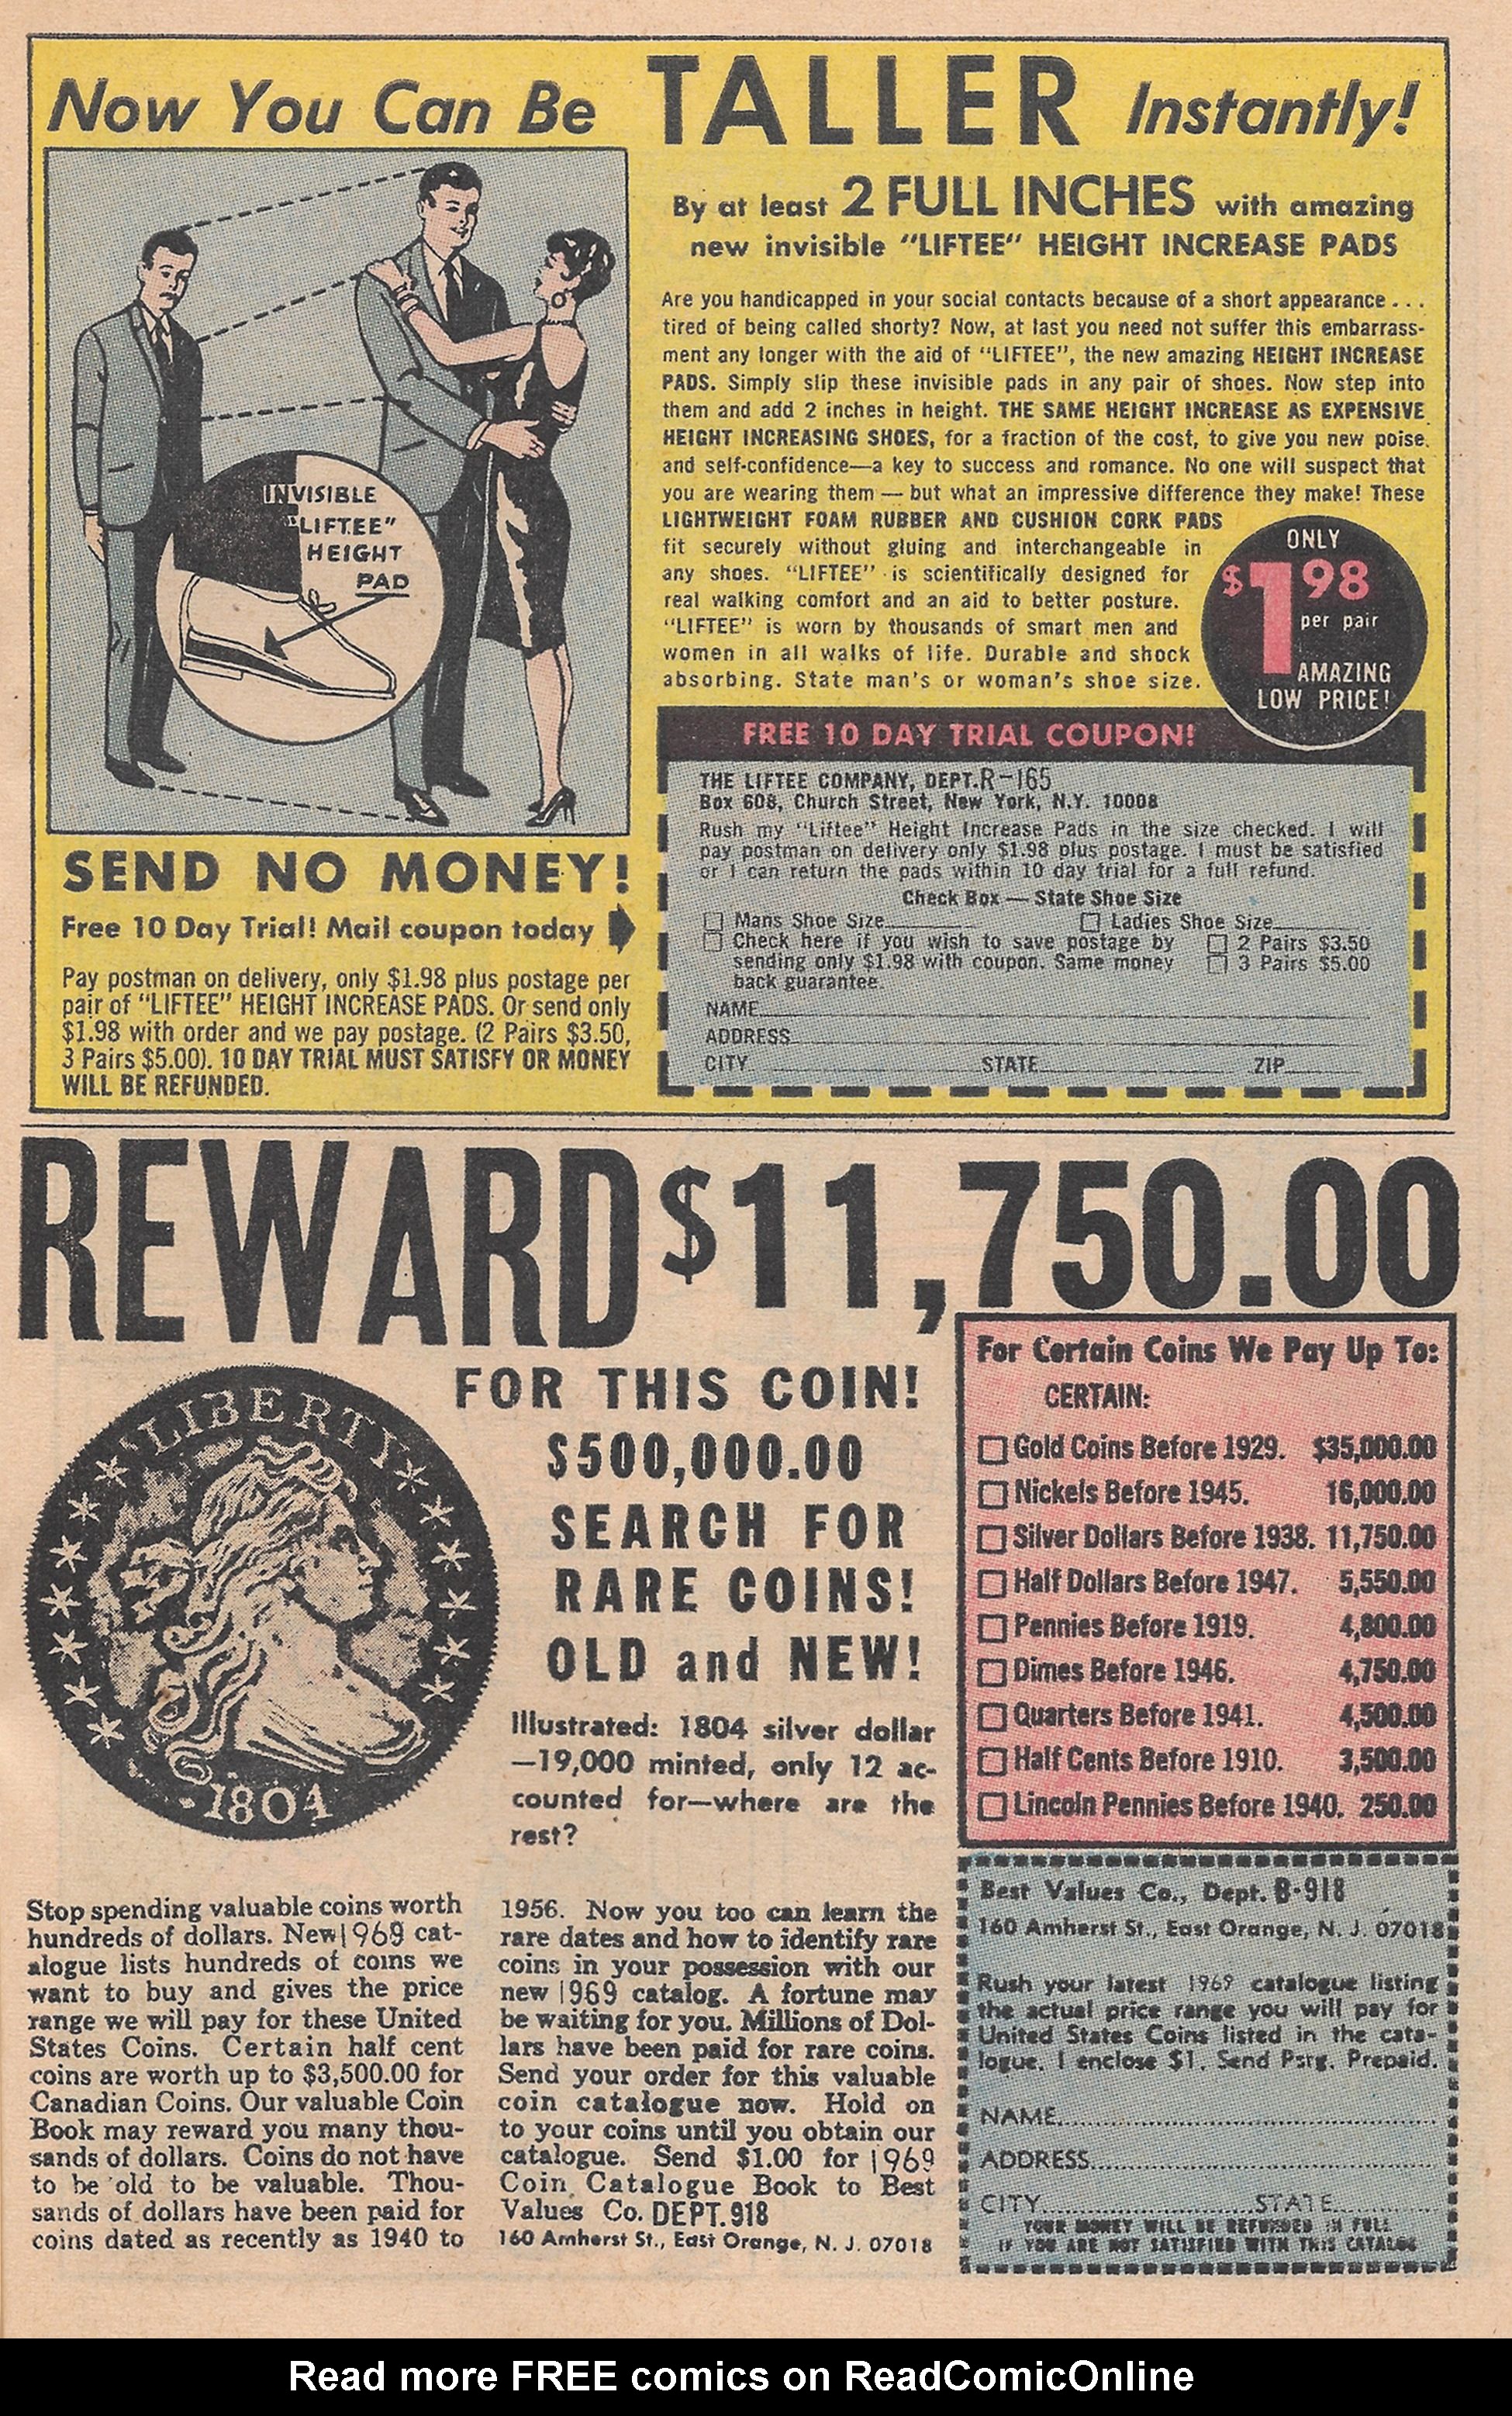 Now You Can Be TALLER Instantly!
By at least 2 FULL INCHES with amazing
new invisible "LIFTEE" HEIGHT INCREASE PADS
INVISIBLE
"LIFTEE"
HEIGHT
PAD
Are you handicapped in your social contacts because of a short appearance . . .
tired of being called shorty? Now, at last you need not suffer this embarrass-
ment any longer with the aid of "LIFTEE", the new amazing HEIGHT INCREASE
PADS. Simply slip these invisible pads in any pair of shoes. Now step into
them and add 2 inches in height. THE SAME HEIGHT INCREASE AS EXPENSIVE
HEIGHT INCREASING SHOES, for a fraction of the cost, to give you new poise
and self-confidence—a key to success and romance. No one will suspect that
you are wearing them — but what an impressive difference they make! These
LIGHTWEIGHT FOAM RUBBER AND CUSHION CORK PADS
fit securely without gluing and interchangeable in
any shoes. "LIFTEE" is scientifically designed for
real walking comfort and an aid to better posture.
"LIFTEE" is worn by thousands of smart men and
women in all walks of life. Durable and shock
absorbing. State man's or woman's shoe size.
ONLY
$1.98
per pair
AMAZING
LOW PRICE!
SEND NO MONEY!
Free 10 Day Trial! Mail coupon today
Pay postman on delivery, only $1.98 plus postage per
pair of "LIFTEE" HEIGHT INCREASE PADS. Or send only
$1.98 with order and we pay postage. (2 Pairs $3.50,
3 Pairs $5.00). 10 DAY TRIAL MUST SATISFY OR MONEY
WILL BE REFUNDED.
FREE 10 DAY TRIAL COUPON!
THE LIFTEE COMPANY, DEPT.R-165
Box 608, Church Street, New York, N.Y. 10008
Rush my "Liftee" Height Increase Pads in the size checked. I will
pay postman on delivery only $1.98 plus postage. I must be satisfied
or I can return the pads within 10 day trial for a full refund.
Check Box — State Shoe Size
☐ Mans Shoe Size ☐ Ladies Shoe Size
☐ Check here if you wish to save postage by ☐ 2 Pairs $3.50
sending only $1.98 with coupon. Same money ☐ 3 Pairs $5.00
back guarantee.
NAME
ADDRESS
CITY STATE ZIP
REWARD $11,750.00
FOR THIS COIN!
$500,000.00
SEARCH FOR
RARE COINS!
OLD and NEW!
LIBERTY
1804
Illustrated: 1804 silver dollar
—19,000 minted, only 12 ac-
counted for—where are the
rest?
For Certain Coins We Pay Up To:
CERTAIN:
☐ Gold Coins Before 1929. $35,000.00
☐ Nickels Before 1945. 16,000.00
☐ Silver Dollars Before 1938. 11,750.00
☐ Half Dollars Before 1947. 5,550.00
☐ Pennies Before 1919. 4,800.00
☐ Dimes Before 1946. 4,750.00
☐ Quarters Before 1941. 4,500.00
☐ Half Cents Before 1910. 3,500.00
☐ Lincoln Pennies Before 1940. 250.00
Stop spending valuable coins worth
hundreds of dollars. New 1969 cat-
alogue lists hundreds of coins we
want to buy and gives the price
range we will pay for these United
States Coins. Certain half cent
coins are worth up to $3,500.00 for
Canadian Coins. Our valuable Coin
Book may reward you many thou-
sands of dollars. Coins do not have
to be old to be valuable. Thou-
sands of dollars have been paid for
coins dated as recently as 1940 to
1956. Now you too can learn the
rare dates and how to identify rare
coins in your possession with our
new 1969 catalog. A fortune may
be waiting for you. Millions of Dol-
lars have been paid for rare coins.
Send your order for this valuable
coin catalogue now. Hold on
to your coins until you obtain our
catalogue. Send $1.00 for 1969
Coin Catalogue Book to Best
Values Co. DEPT. 918
160 Amherst St., East Orange, N. J. 07018
Best Values Co., Dept. B-918
160 Amherst St., East Orange, N. J. 07018
Rush your latest 1969 catalogue listing
the actual price range you will pay for
United States Coins listed in the cata-
logue. I enclose $1. Send Pstg. Prepaid.
NAME
ADDRESS
CITY STATE
YOUR MONEY WILL BE REFUNDED IN FULL
IF YOU ARE NOT SATISFIED WITH THIS CATALOG
Read more FREE comics on ReadComicOnline